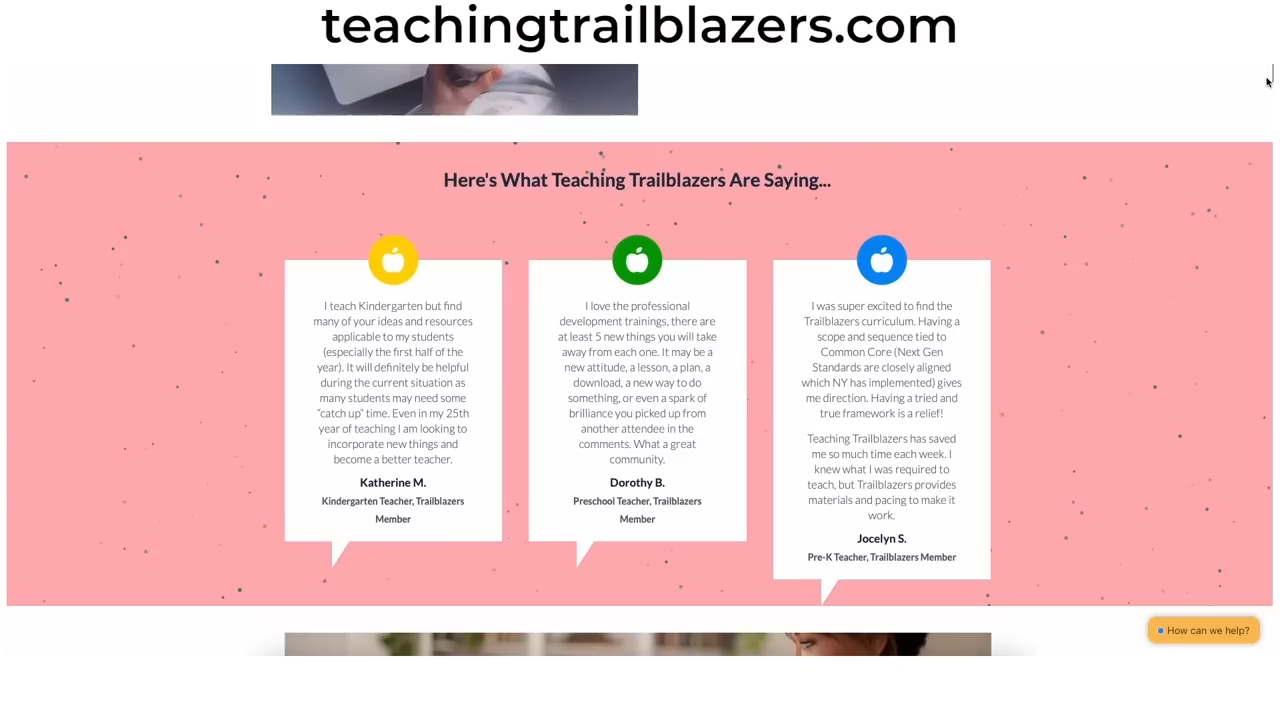 teachingtrailblazers.com
Here's What Teaching Trailblazers Are Saying...
I teach Kindergarten but find
many of your ideas and resources
applicable to my students
(especially the first half of the
year). It will definitely be helpful
during the current situation as
many students may need some
"catch up" time. Even in my 25th
year of teaching I am looking to
incorporate new things and
become a better teacher.
Katherine M.
Kindergarten Teacher, Trailblazers
Member
I love the professional
development trainings, there are
at least 5 new things you will take
away from each one. It may be a
new attitude, a lesson, a plan, a
download, a new way to do
something, or even a spark of
brilliance you picked up from
another attendee in the
comments. What a great
community.
Dorothy B.
Preschool Teacher, Trailblazers
Member
I was super excited to find the
Trailblazers curriculum. Having a
scope and sequence tied to
Common Core (Next Gen
Standards are closely aligned
which NY has implemented) gives
me direction. Having a tried and
true framework is a relief!
Teaching Trailblazers has saved
me so much time each week. I
knew what I was required to
teach, but Trailblazers provides
materials and pacing to make it
work.
Jocelyn S.
Pre-K Teacher, Trailblazers Member
How can we help?